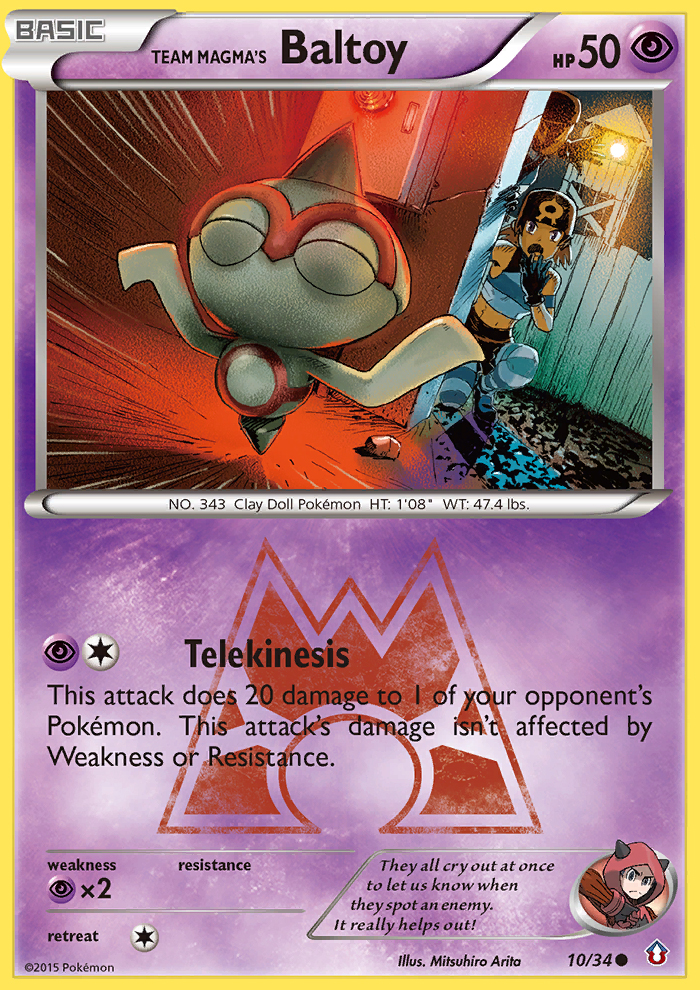 BASIC
TEAM MAGMA'S Baltoy HP50
NO. 343 Clay Doll Pokémon HT: 1'08" WT: 47.4 lbs.
Telekinesis
This attack does 20 damage to 1 of your opponent's
Pokémon. This attack's damage isn't affected by
Weakness or Resistance.
weakness resistance
×2
They all cry out at once
to let us know when
they spot an enemy.
It really helps out!
retreat
©2015 Pokémon
Illus. Mitsuhiro Arita
10/34